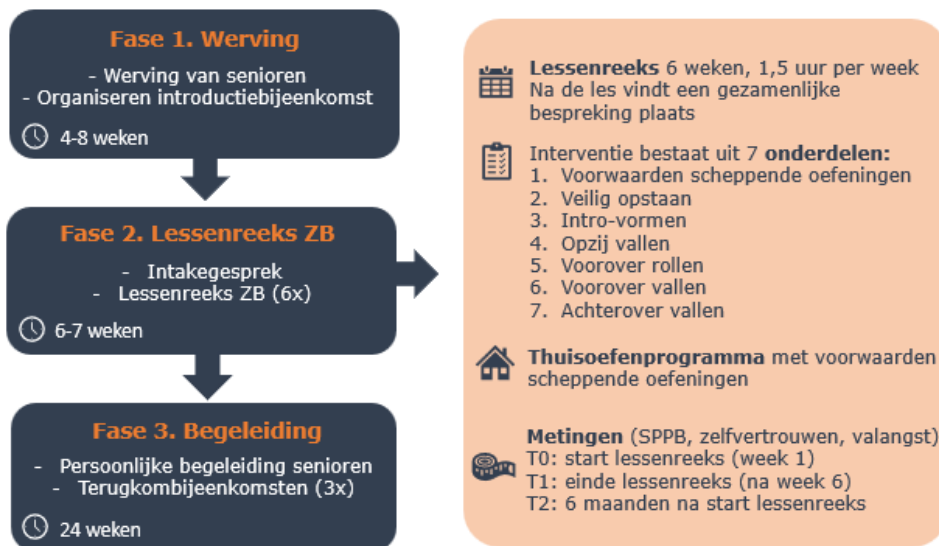 Fase 1. Werving
- Werving van senioren
- Organiseren introductiebijeenkomst
4-8 weken
Fase 2. Lessenreeks ZB
- Intakegesprek
- Lessenreeks ZB (6x)
6-7 weken
Fase 3. Begeleiding
- Persoonlijke begeleiding senioren
- Terugkombijeenkomsten (3x)
24 weken
Lessenreeks 6 weken, 1,5 uur per week
Na de les vindt een gezamenlijke
bespreking plaats
Interventie bestaat uit 7 onderdelen:
1. Voorwaarden scheppende oefeningen
2. Veilig opstaan
3. Intro-vormen
4. Opzij vallen
5. Voorover rollen
6. Voorover vallen
7. Achterover vallen
Thuisoefenprogramma met voorwaarden
scheppende oefeningen
Metingen (SPPB, zelfvertrouwen, valangst)
T0: start lessenreeks (week 1)
T1: einde lessenreeks (na week 6)
T2: 6 maanden na start lessenreeks